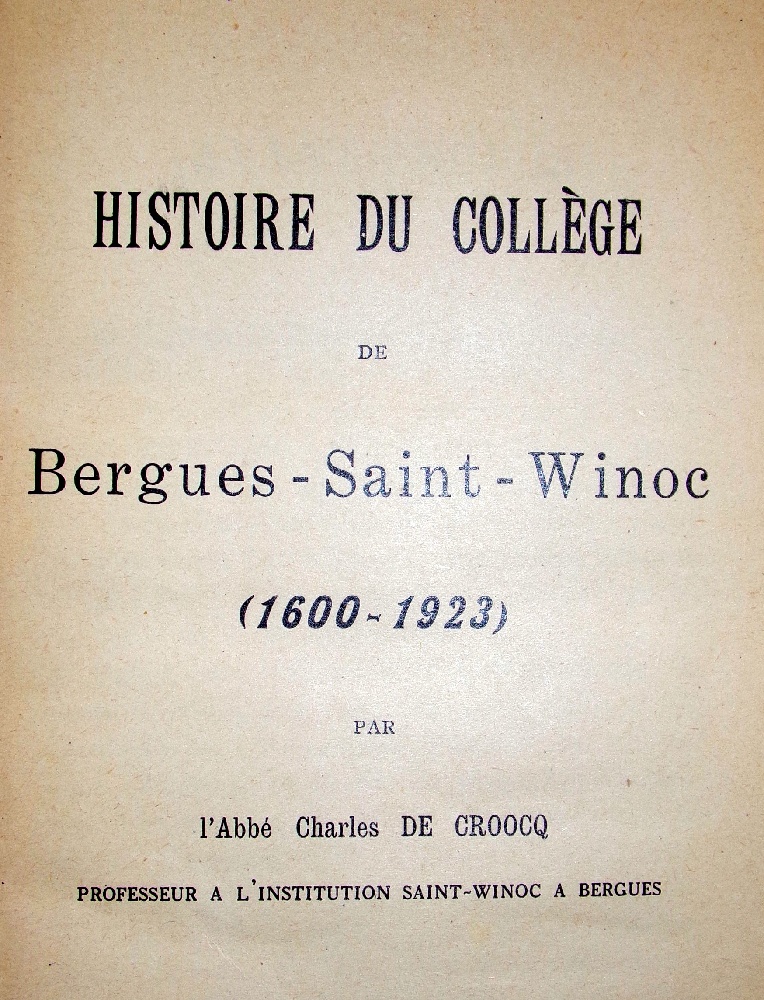 HISTOIRE DU COLLÈGE
DE
Bergues-Saint-Winoc
(1600-1923)
PAR
l'Abbé Charles DE CROOCQ
PROFESSEUR A L'INSTITUTION SAINT-WINOC A BERGUES